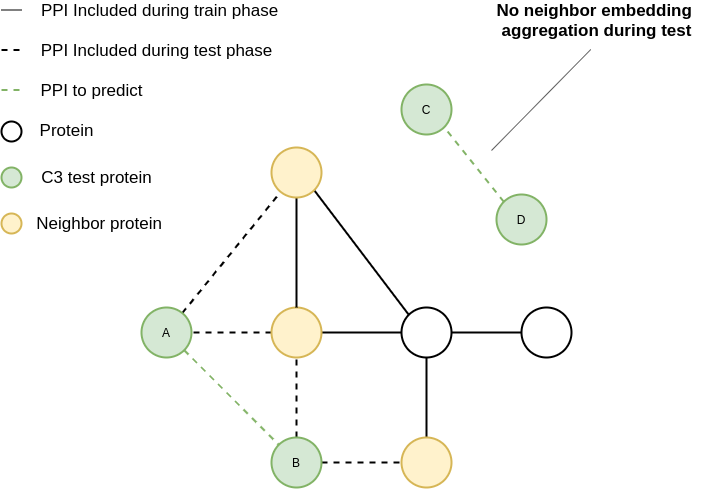 PPI Included during train phase
PPI Included during test phase
PPI to predict
Protein
C3 test protein
Neighbor protein
No neighbor embedding
aggregation during test
C
D
A
B